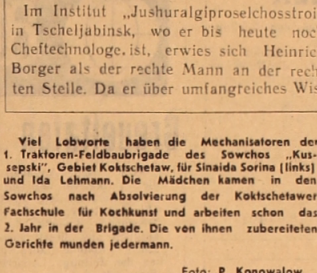 Im Institut „Jushuralgiproselchosstroi
in Tscheljabinsk, wo er bis heute noc
Cheftechnologe.ist, erwies sich Heinric
Borger als der rechte Mann an der rech
ten Stelle. Da er über umfangreiches Wis
Viel Lobworte haben die Mechanisatoren der
1. Traktoren-Feldbaubrigade des Sowchos „Kus-
sepski", Gebiet Koktschetaw, für Sinaida Sorina (links)
und Ida Lehmann. Die Mädchen kamen in den
Sowchos nach Absolvierung der Koktschetawer
Fachschule für Kochkunst und arbeiten schon das
2. Jahr in der Brigade. Die von ihnen zubereiteten
Gerichte munden jedermann.
Foto: P. Konowalow